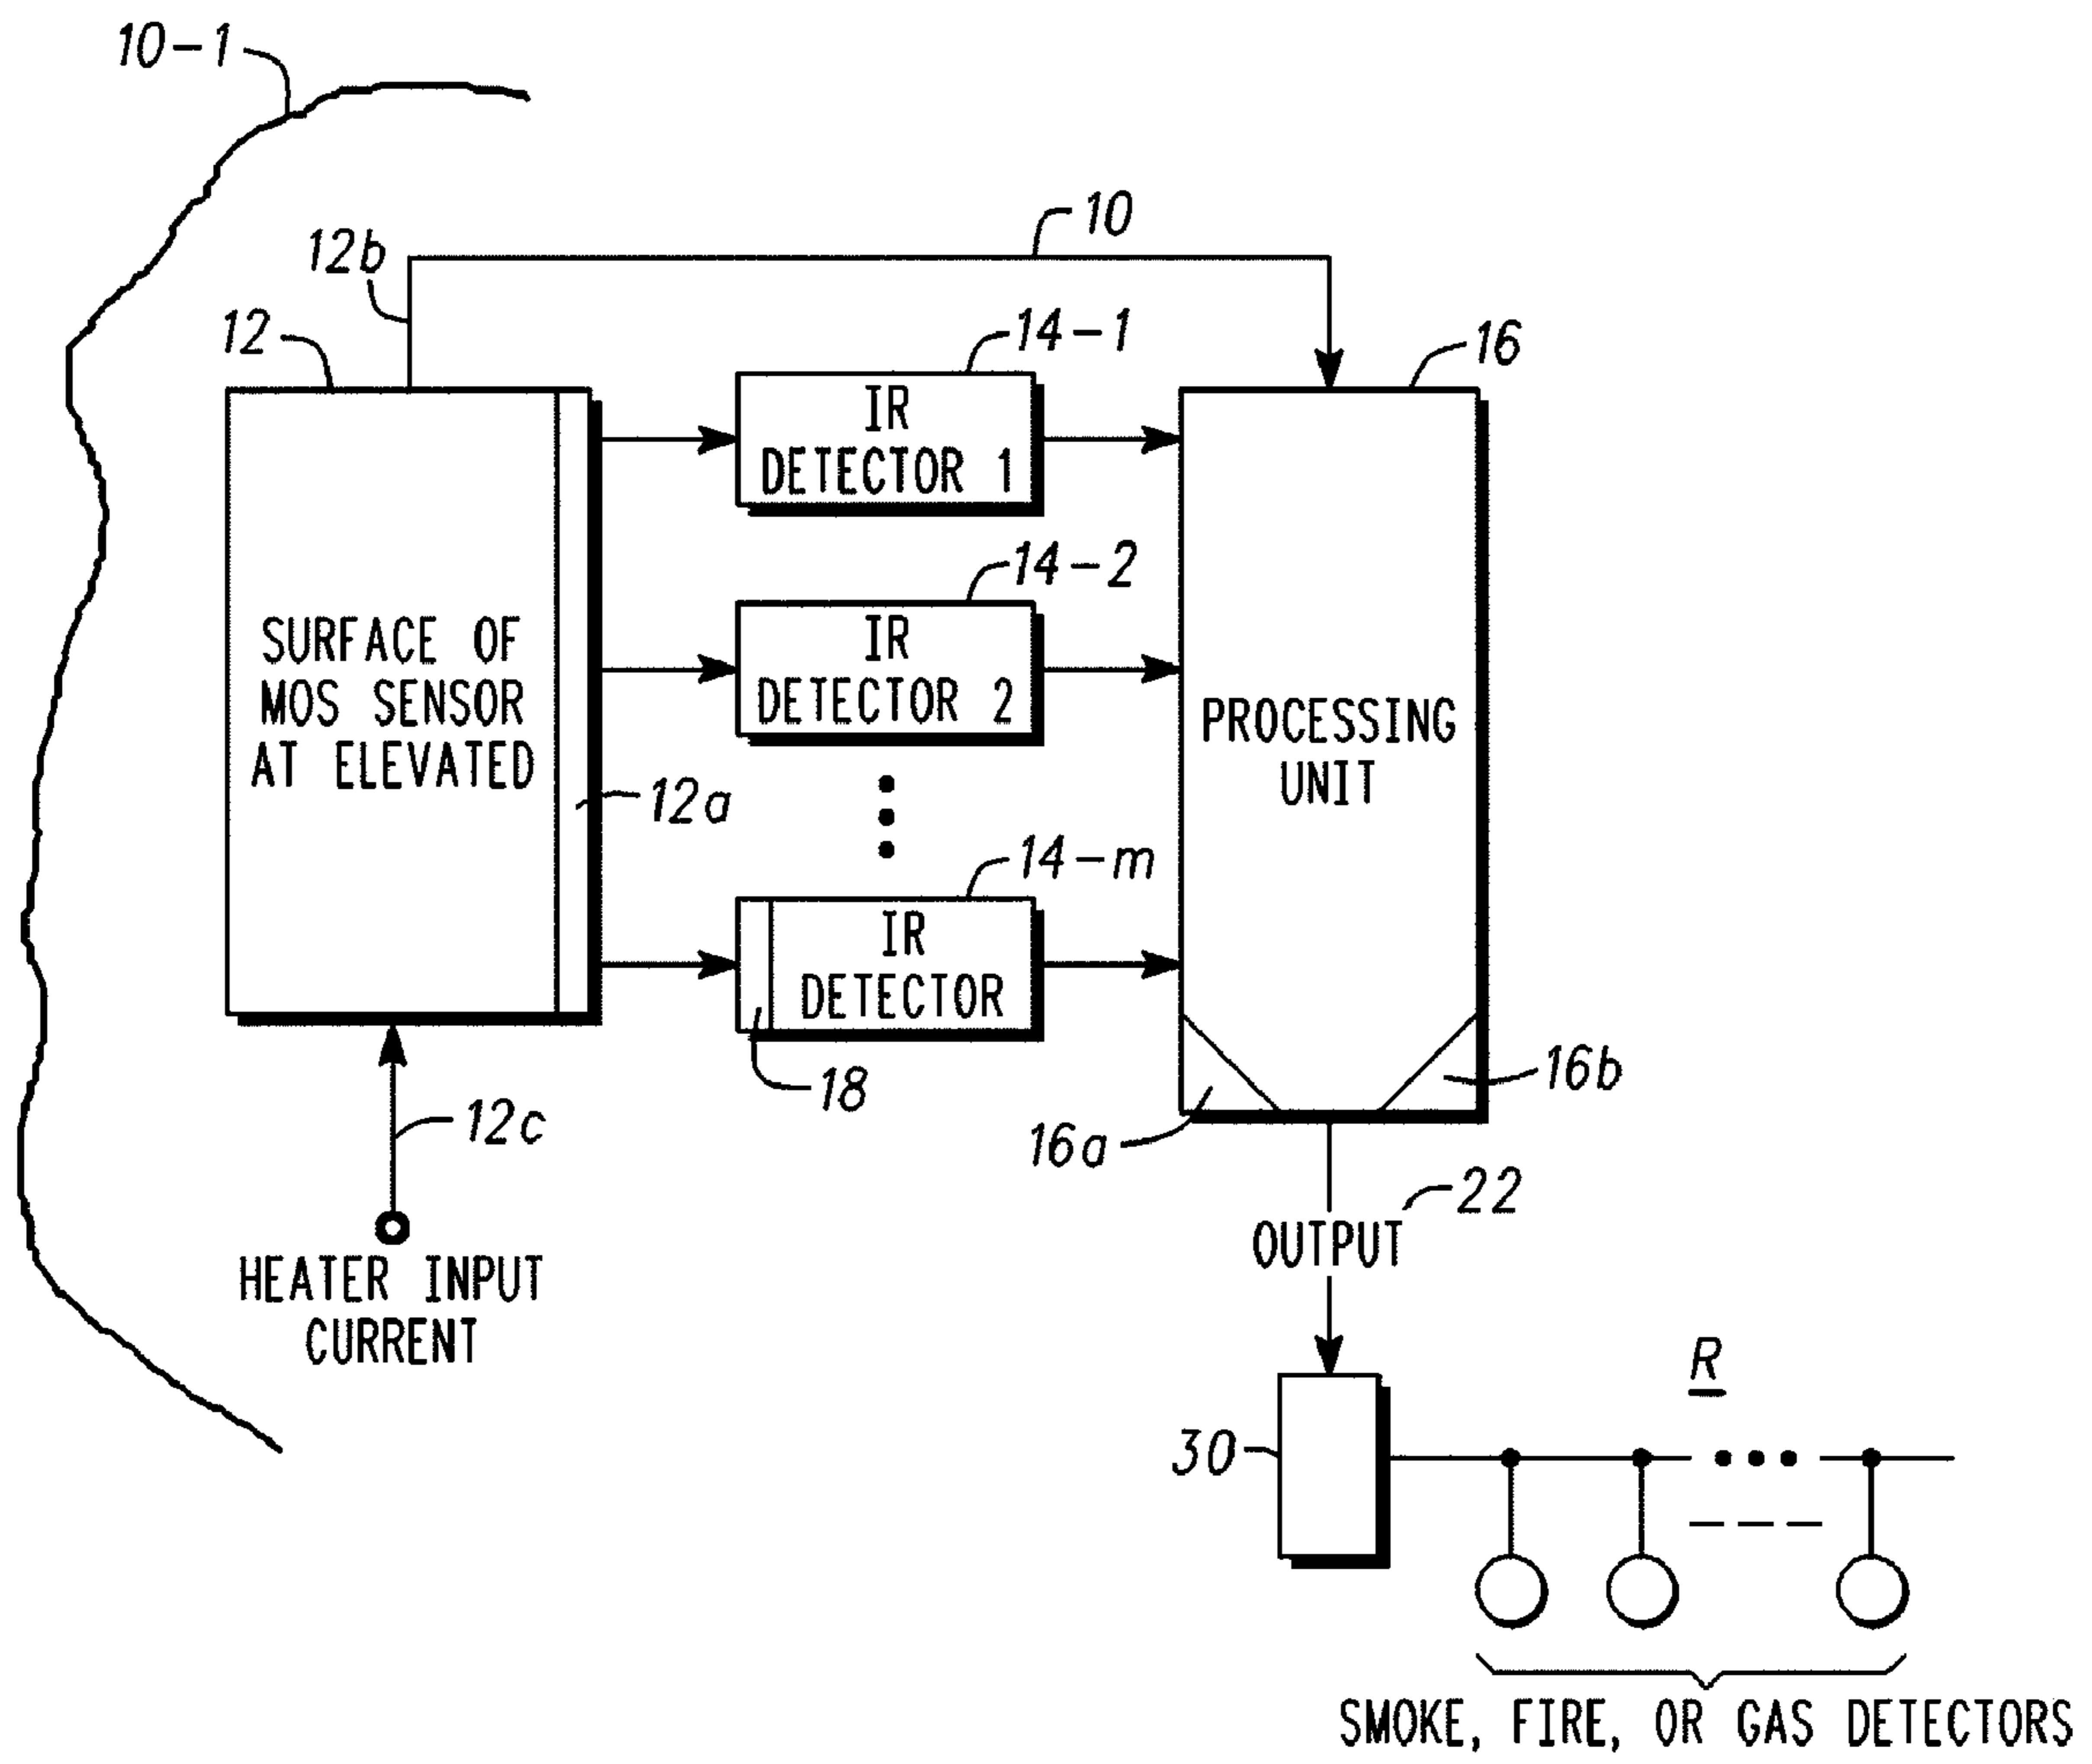 10-1
10
12b
12
14-1
16
IR
DETECTOR 1
14-2
IR
DETECTOR 2
SURFACE OF
MOS SENSOR
AT ELEVATED
PROCESSING
UNIT
12a
14-m
IR
DETECTOR
18
16b
12c
16a
22
OUTPUT
HEATER INPUT
CURRENT
R
30
SMOKE, FIRE, OR GAS DETECTORS